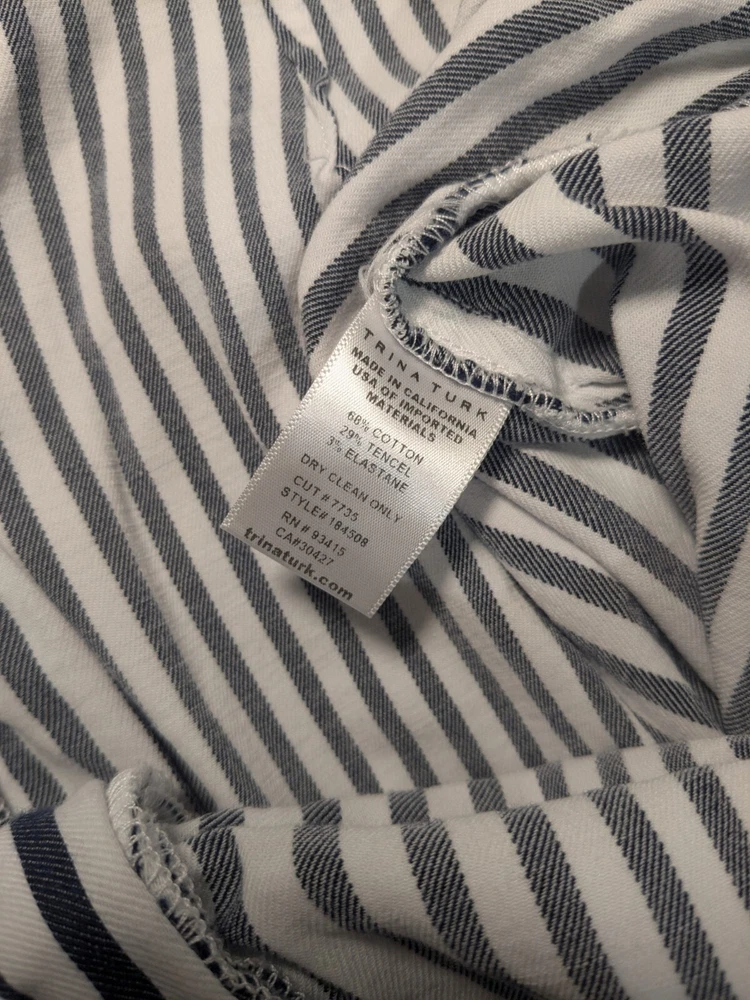 TRINA TURK
MADE IN CALIFORNIA
USA OF IMPORTED
MATERIALS
68% COTTON
29% TENCEL
3% ELASTANE
DRY CLEAN ONLY
CUT # 7735
STYLE# 184508
RN # 93415
CA#30427
trinaturk.com